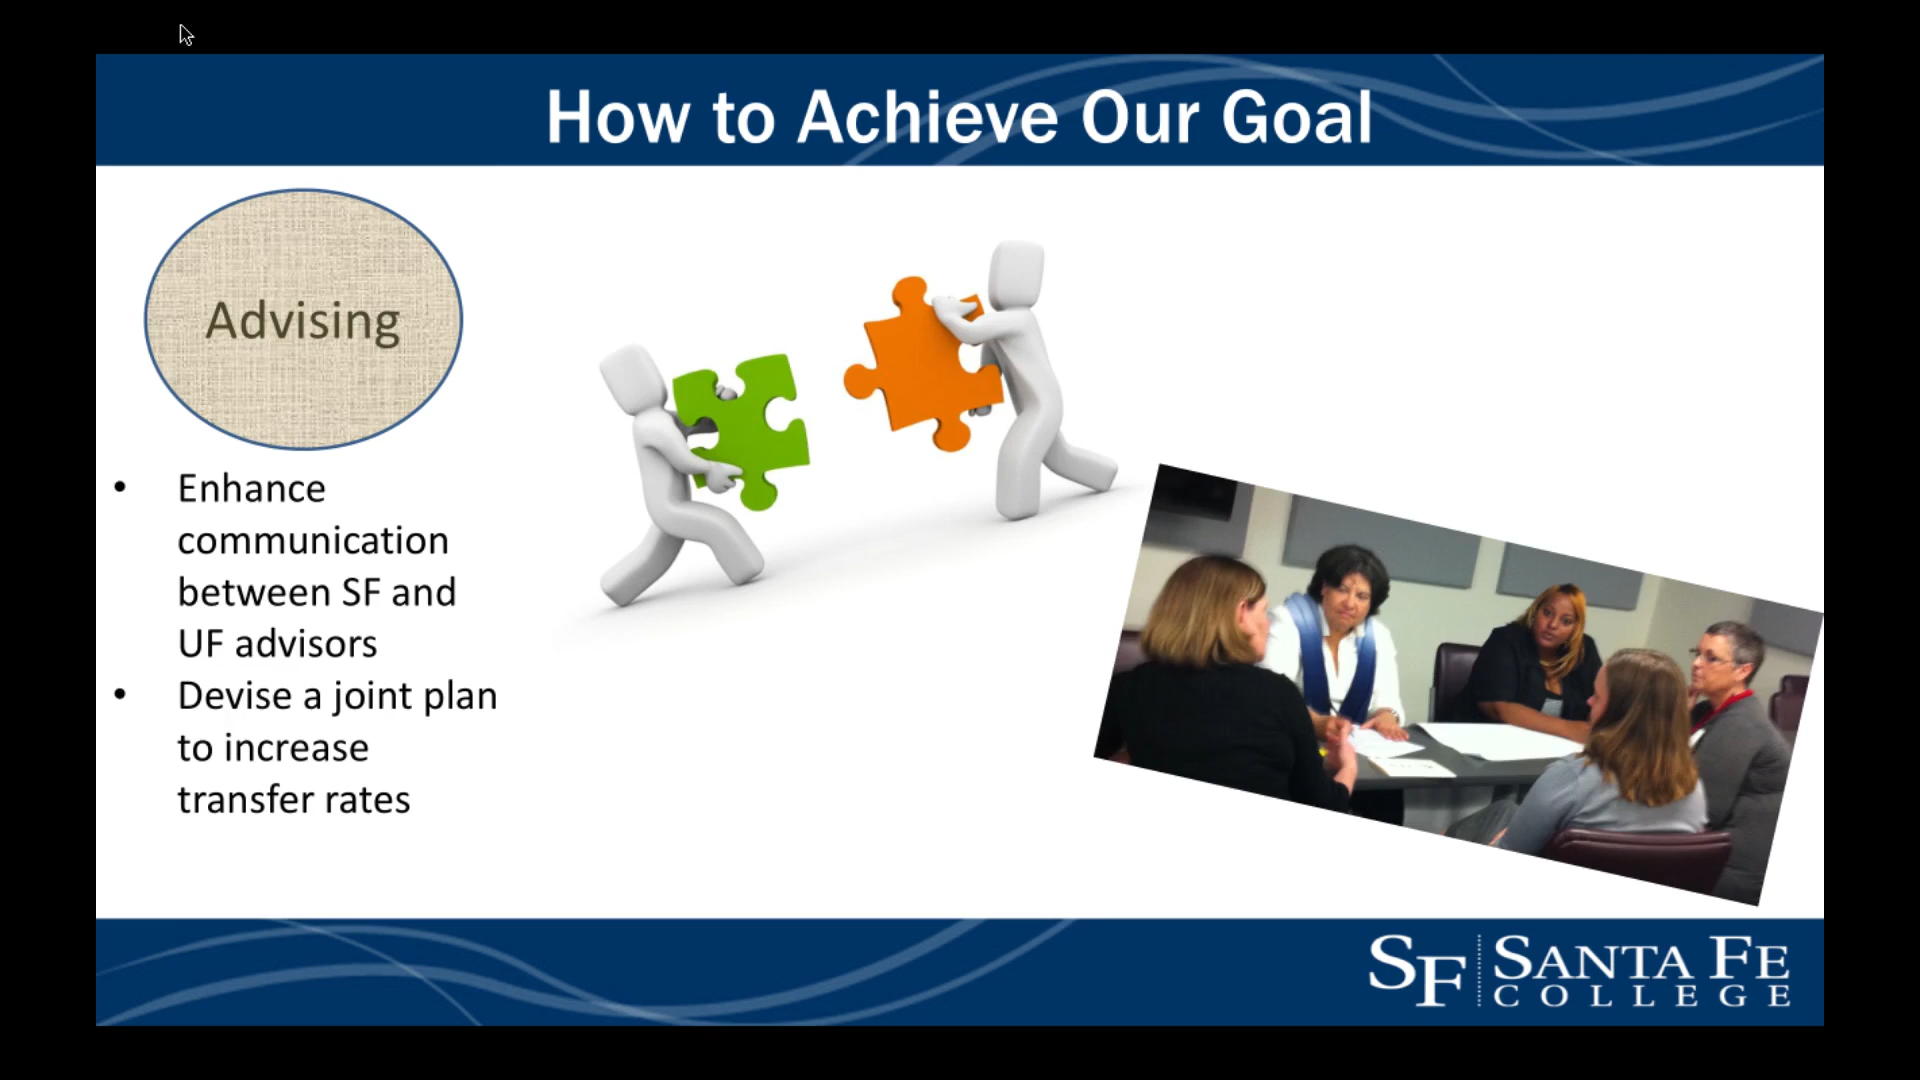 How to Achieve Our Goal
Advising
• Enhance
communication
between SF and
UF advisors
• Devise a joint plan
to increase
transfer rates
SF SANTA FE
COLLEGE